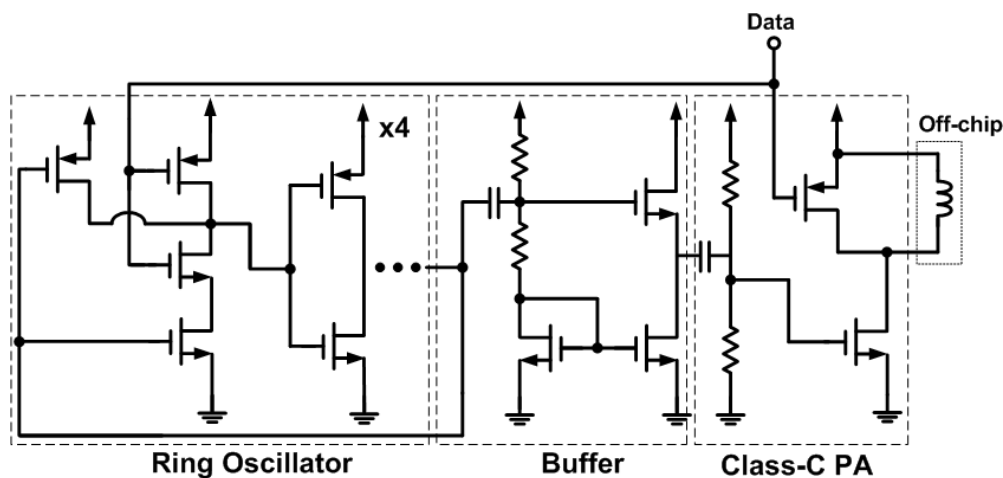 Data
x4
Off-chip
Ring Oscillator
Buffer
Class-C PA